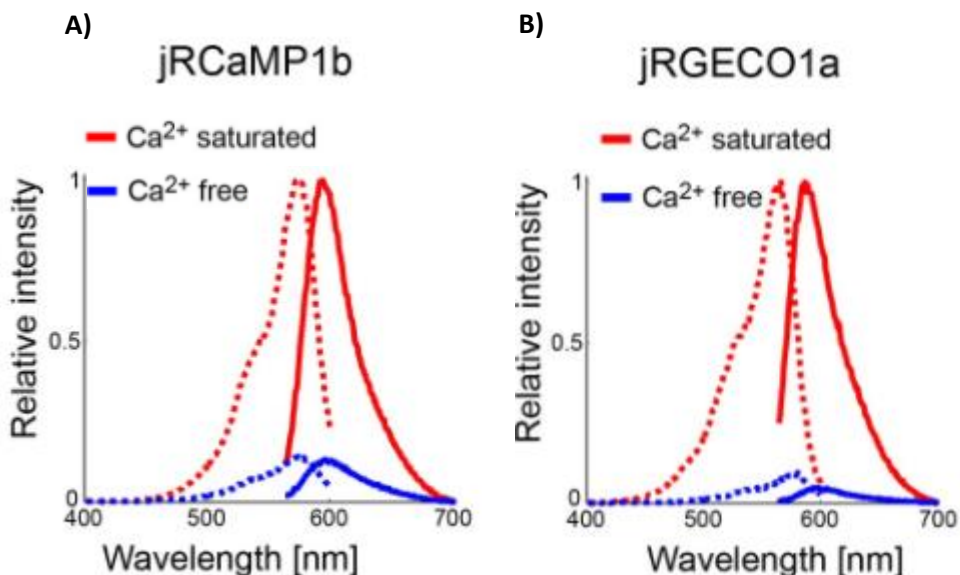 A)
jRCaMP1b
Ca²⁺ saturated
Ca²⁺ free
1
0.5
0
Relative intensity
400 500 600 700
Wavelength [nm]
B)
jRGECO1a
Ca²⁺ saturated
Ca²⁺ free
1
0.5
0
Relative intensity
400 500 600 700
Wavelength [nm]